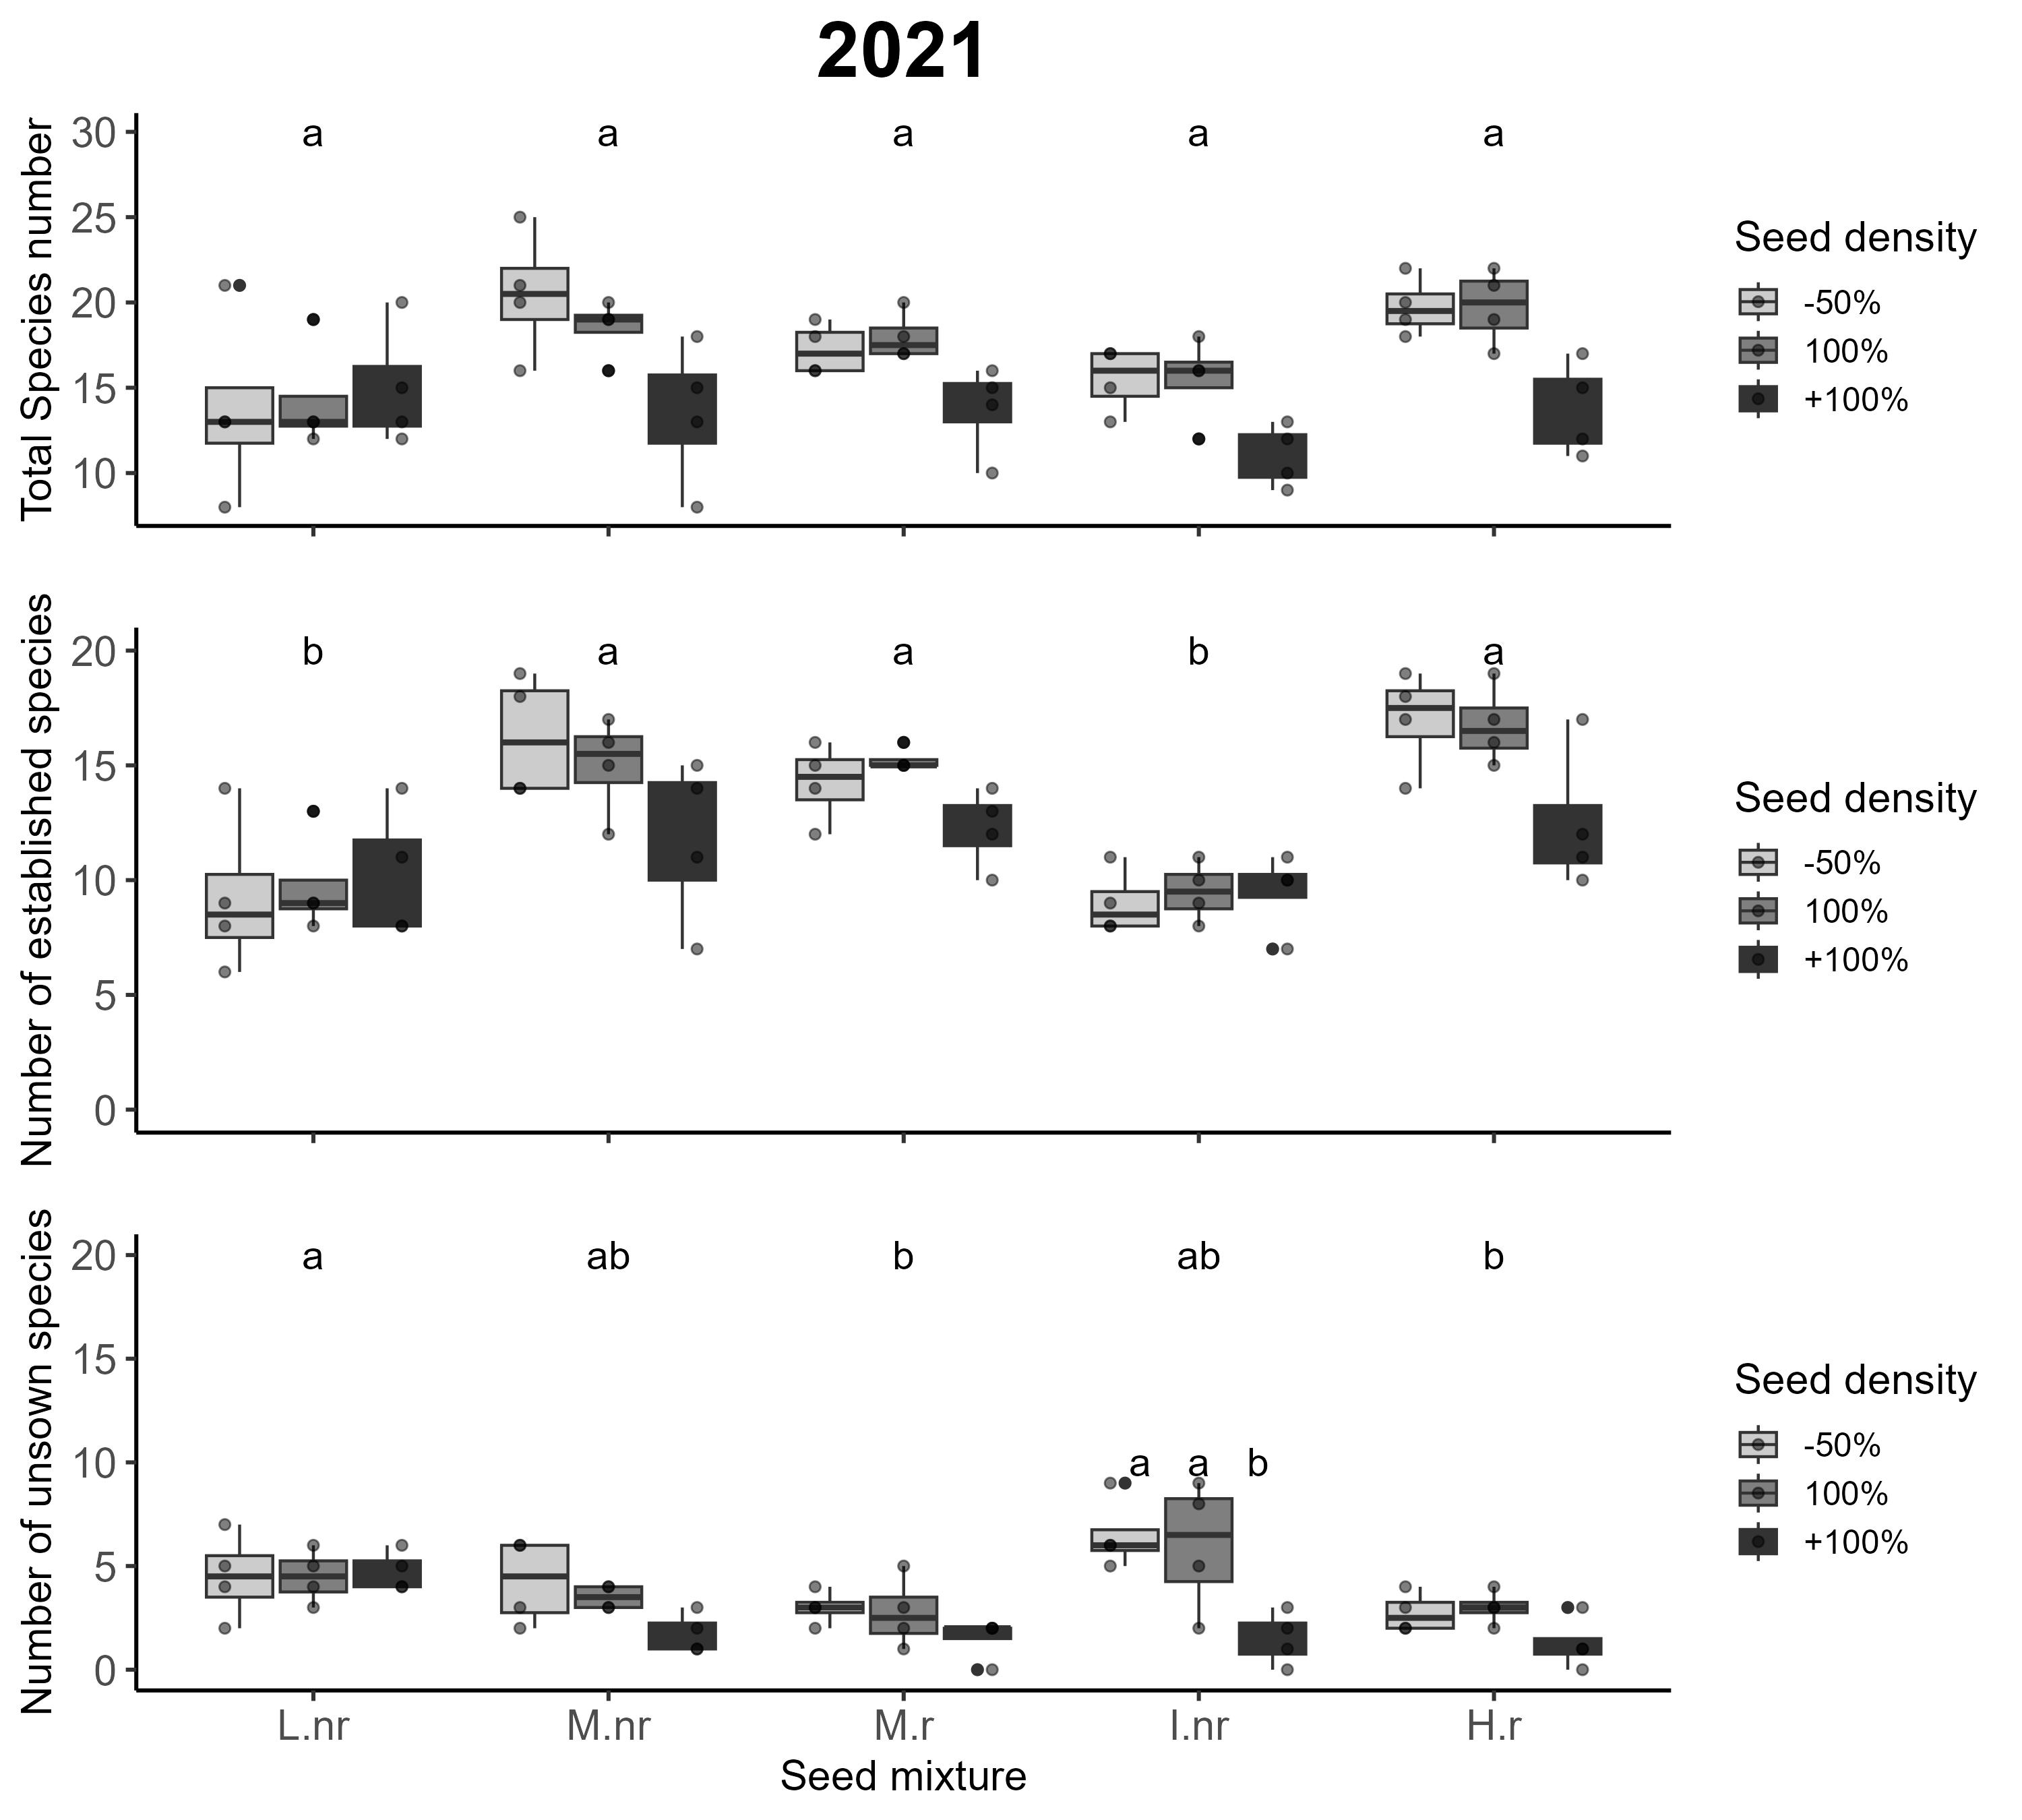 2021
Total Species number
30
25
20
15
10
a a a a a
Seed density
-50%
100%
+100%
Number of established species
20
15
10
5
0
b a a b a
Seed density
-50%
100%
+100%
Number of unsown species
20
15
10
5
0
a ab b ab b
a a b
Seed density
-50%
100%
+100%
L.nr M.nr M.r I.nr H.r
Seed mixture